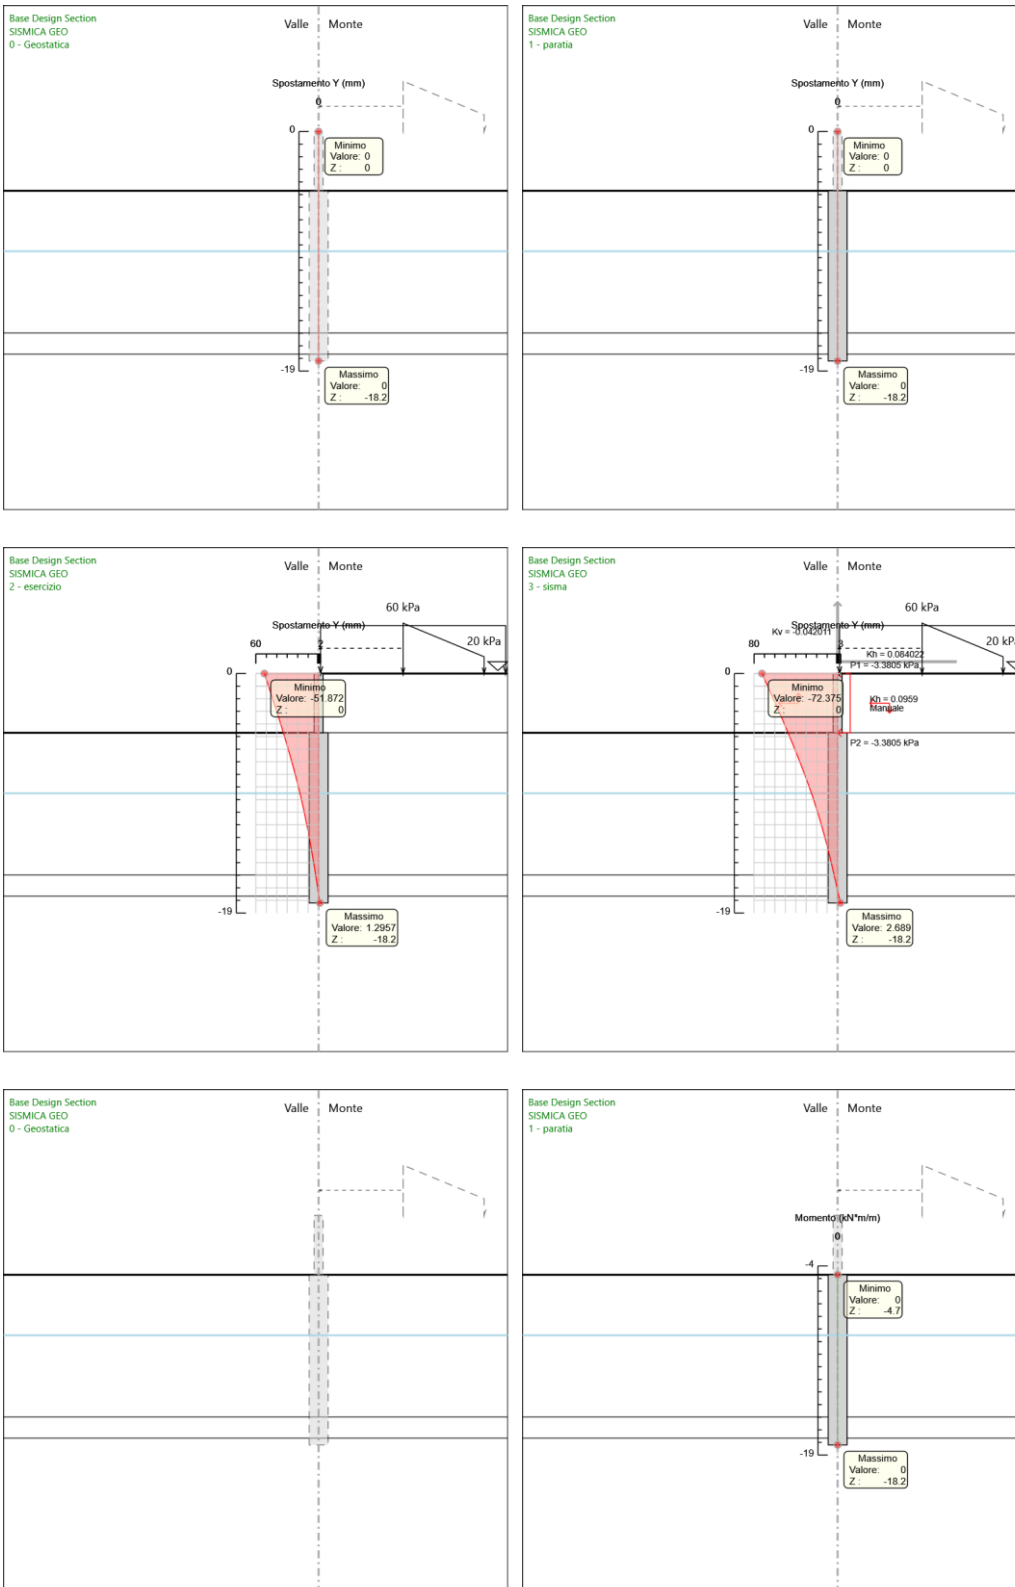 Base Design Section
SISMICA GEO
0 - Geostatica
Valle
Monte
Spostamento Y (mm)
0
0
Minimo
Valore: 0
Z : 0
-19
Massimo
Valore: 0
Z : -18.2
Base Design Section
SISMICA GEO
1 - paratia
Valle
Monte
Spostamento Y (mm)
0
0
Minimo
Valore: 0
Z : 0
-19
Massimo
Valore: 0
Z : -18.2
Base Design Section
SISMICA GEO
2 - esercizio
Valle
Monte
60 kPa
Spostamento Y (mm)
60
2
20 kPa
0
Minimo
Valore: -51.872
Z : 0
-19
Massimo
Valore: 1.2957
Z : -18.2
Base Design Section
SISMICA GEO
3 - sisma
Valle
Monte
60 kPa
Spostamento Y (mm)
Kv = -0.042011
80
3
20 kPa
Kh = 0.084022
P1 = -3.3805 kPa
0
Minimo
Valore: -72.375
Z : 0
Kh = 0.0959
Manuale
P2 = -3.3805 kPa
-19
Massimo
Valore: 2.689
Z : -18.2
Base Design Section
SISMICA GEO
0 - Geostatica
Valle
Monte
Base Design Section
SISMICA GEO
1 - paratia
Valle
Monte
Momento (kN*m/m)
0
-4
Minimo
Valore: 0
Z : -4.7
-19
Massimo
Valore: 0
Z : -18.2